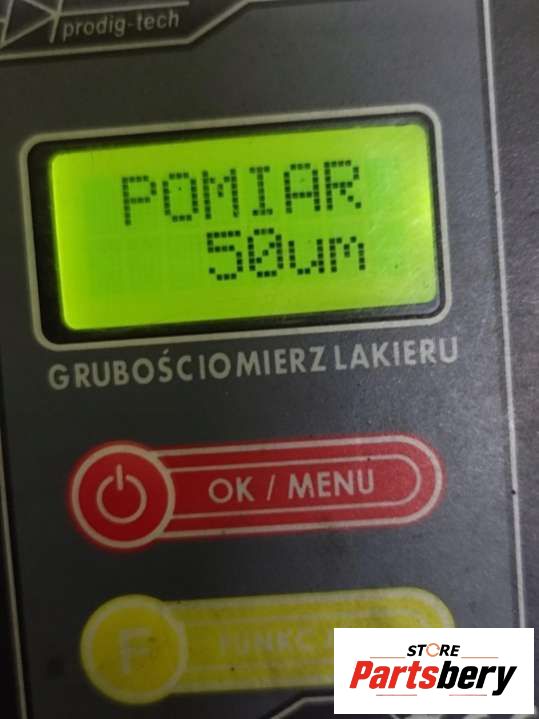 prodig-tech
POMIAR
50um
GRUBOŚCIOMIERZ LAKIERU
OK / MENU
F
STORE
Partsbery